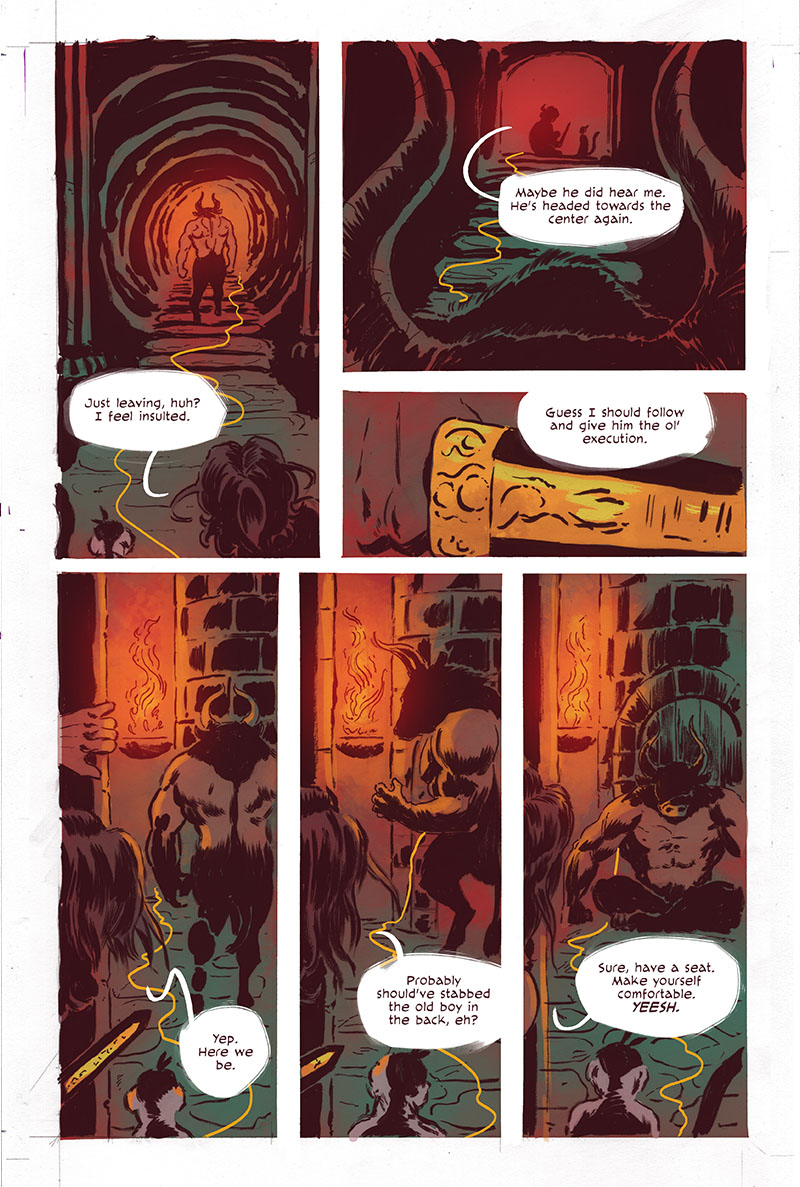 Just leaving, huh?
I feel insulted.
Maybe he did hear me.
He's headed towards the
center again.
Guess I should follow
and give him the ol'
execution.
Yep.
Here we
be.
Probably
should've stabbed
the old boy
in the back, eh?
Sure, have a seat.
Make yourself
comfortable.
YEESH.